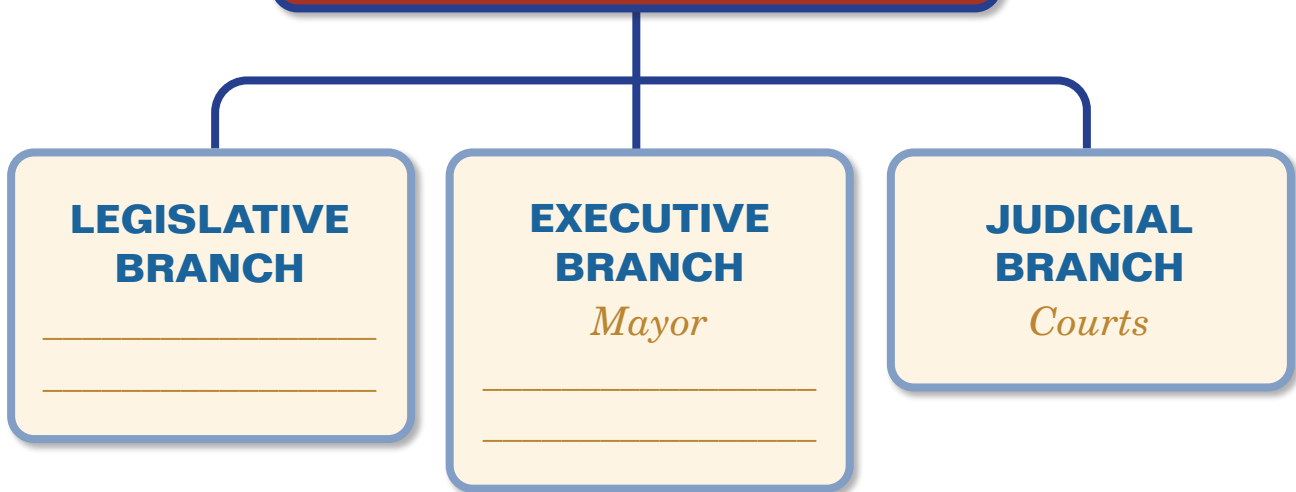 LEGISLATIVE
BRANCH
EXECUTIVE
BRANCH
Mayor
JUDICIAL
BRANCH
Courts